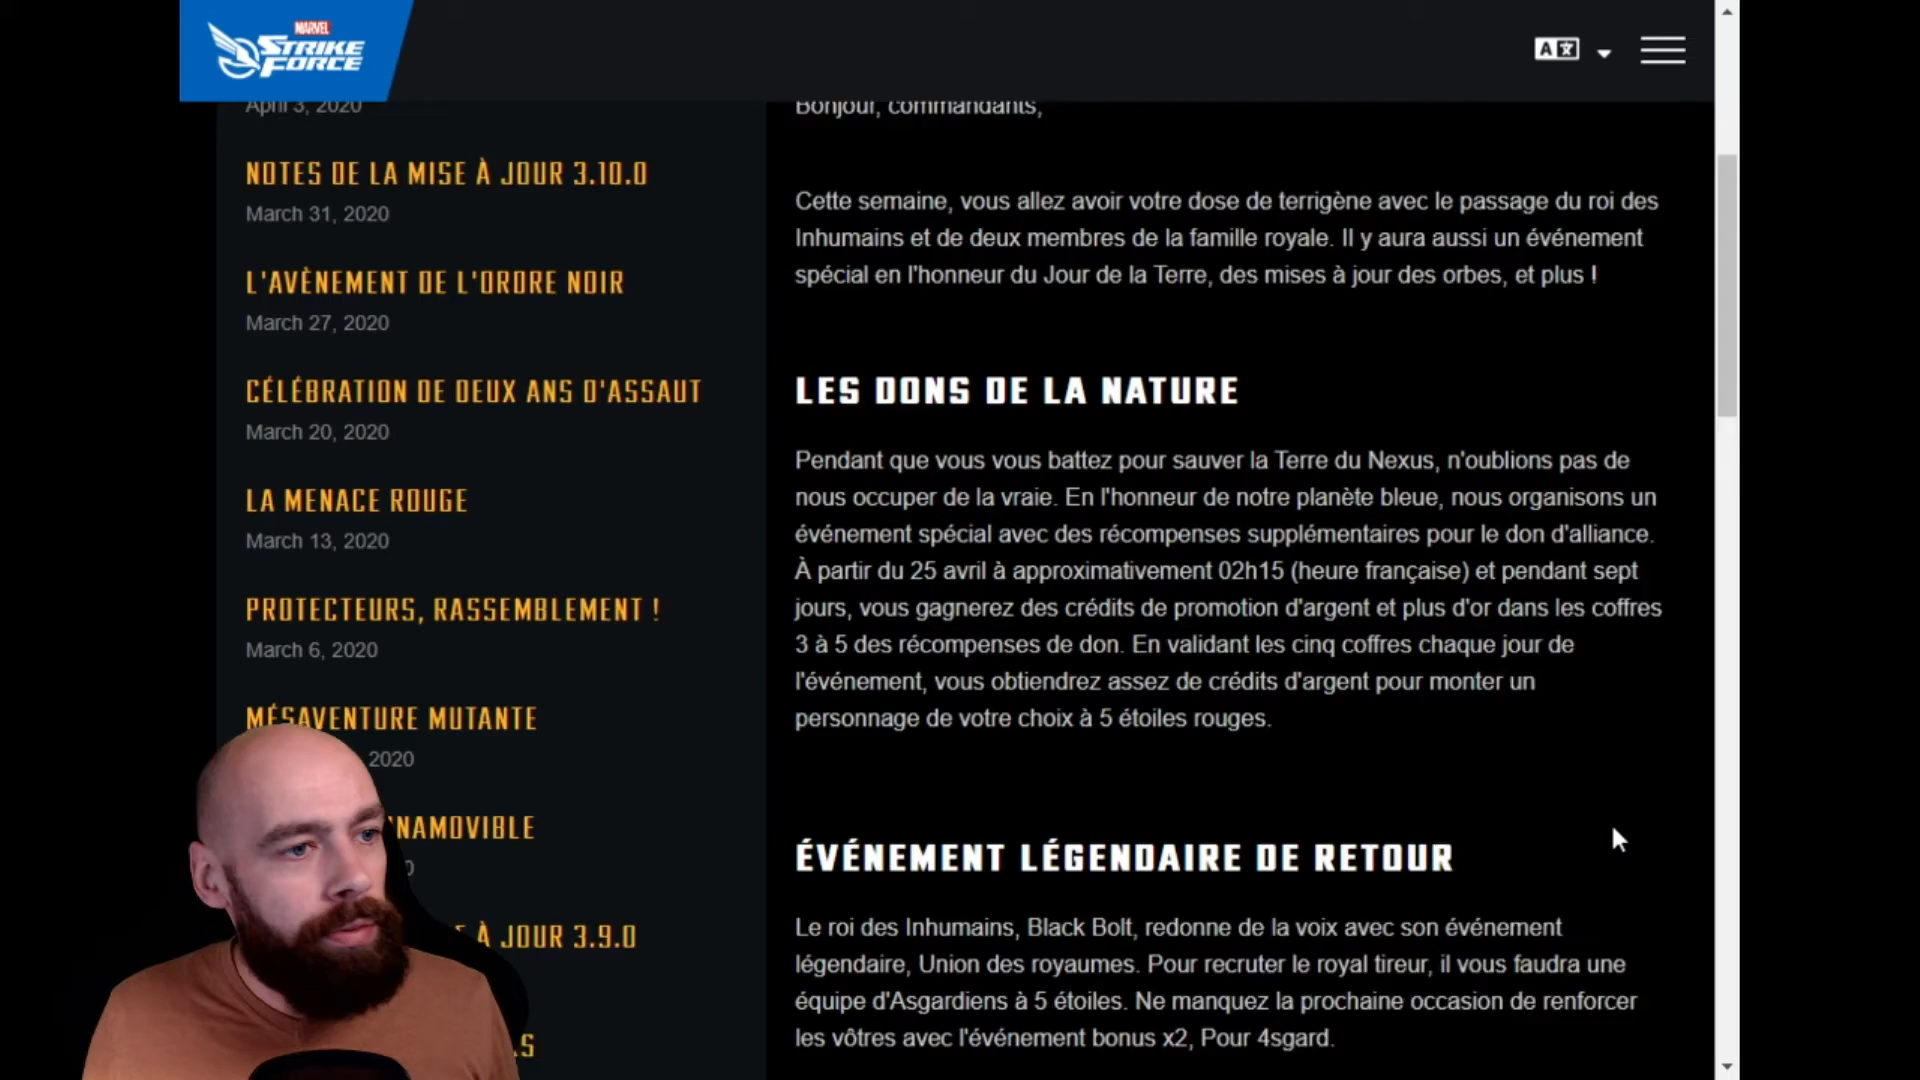 MARVEL
STRIKE
FORCE
A
April 3, 2020
NOTES DE LA MISE À JOUR 3.10.0
March 31, 2020
L'AVÈNEMENT DE L'ORDRE NOIR
March 27, 2020
CÉLÉBRATION DE DEUX ANS D'ASSAUT
March 20, 2020
LA MENACE ROUGE
March 13, 2020
PROTECTEURS, RASSEMBLEMENT !
March 6, 2020
MÉSAVENTURE MUTANTE
2020
'NAMOVIBLE
À JOUR 3.9.0
Bonjour, commandants,
Cette semaine, vous allez avoir votre dose de terrigène avec le passage du roi des
Inhumains et de deux membres de la famille royale. Il y aura aussi un événement
spécial en l'honneur du Jour de la Terre, des mises à jour des orbes, et plus !
LES DONS DE LA NATURE
Pendant que vous vous battez pour sauver la Terre du Nexus, n'oublions pas de
nous occuper de la vraie. En l'honneur de notre planète bleue, nous organisons un
événement spécial avec des récompenses supplémentaires pour le don d'alliance.
À partir du 25 avril à approximativement 02h15 (heure française) et pendant sept
jours, vous gagnerez des crédits de promotion d'argent et plus d'or dans les coffres
3 à 5 des récompenses de don. En validant les cinq coffres chaque jour de
l'événement, vous obtiendrez assez de crédits d'argent pour monter un
personnage de votre choix à 5 étoiles rouges.
ÉVÉNEMENT LÉGENDAIRE DE RETOUR
Le roi des Inhumains, Black Bolt, redonne de la voix avec son événement
légendaire, Union des royaumes. Pour recruter le royal tireur, il vous faudra une
équipe d'Asgardiens à 5 étoiles. Ne manquez la prochaine occasion de renforcer
les vôtres avec l'événement bonus x2, Pour 4sgard.